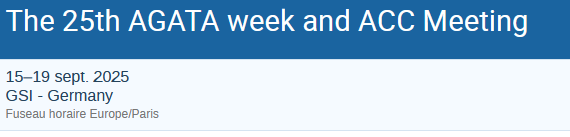 The 25th AGATA week and ACC Meeting
15–19 sept. 2025
GSI - Germany
Fuseau horaire Europe/Paris